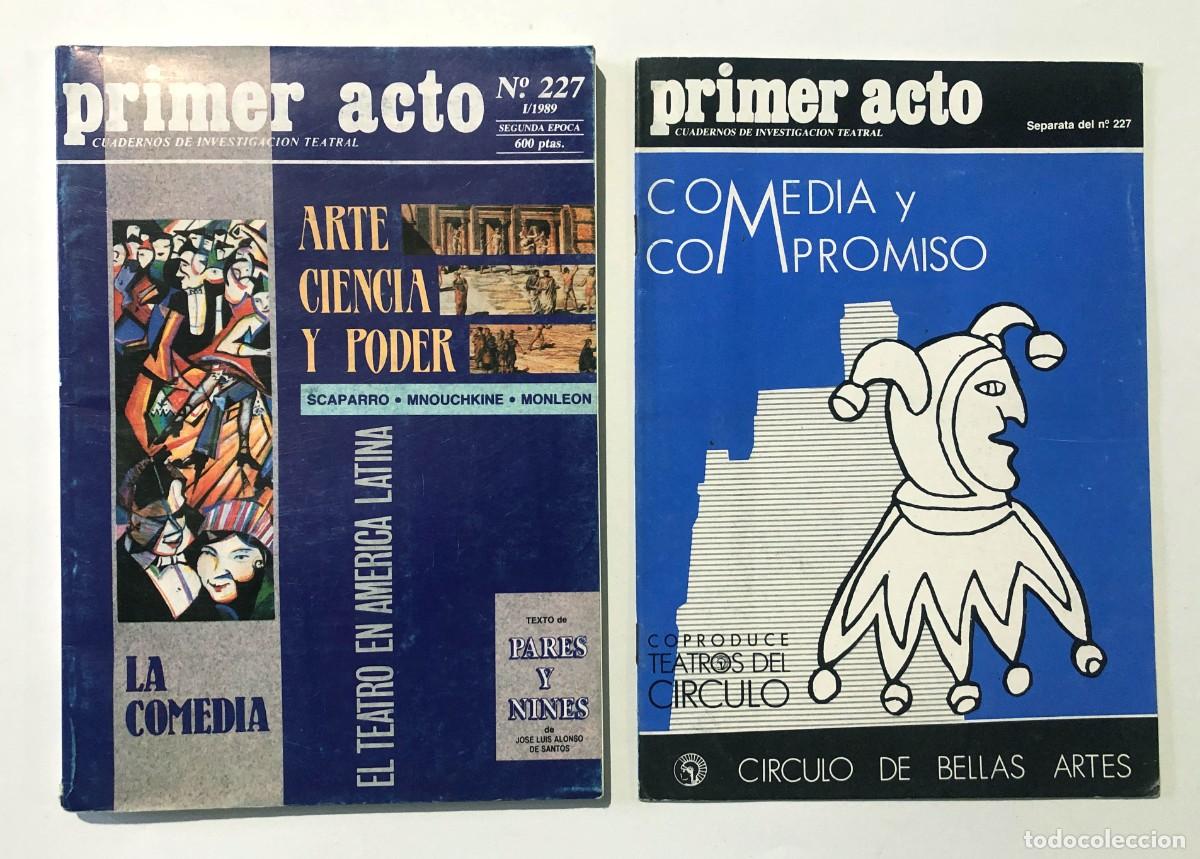 primer acto
CUADERNOS DE INVESTIGACION TEATRAL
Nº 227
I/1989
SEGUNDA EPOCA
600 ptas.
ARTE
CIENCIA
Y PODER
SCAPARRO • MNOUCHKINE • MONLEON
EL TEATRO EN AMERICA LATINA
LA
COMEDIA
TEXTO de
PARES
Y
NINES
de
JOSE LUIS ALONSO
DE SANTOS
primer acto
CUADERNOS DE INVESTIGACION TEATRAL
Separata del nº 227
COMEDIA y
COMPROMISO
COPRODUCE
TEATROS DEL
CIRCULO
CIRCULO DE BELLAS ARTES
todocoleccion